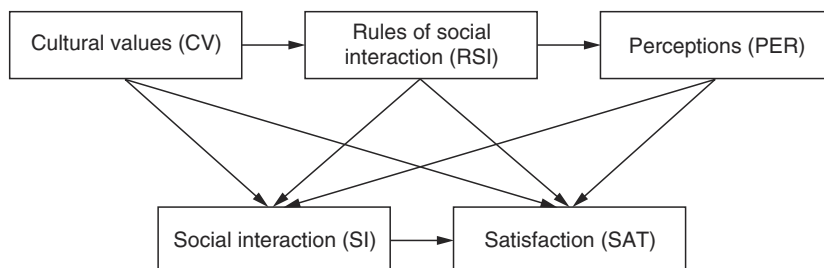 Cultural values (CV)
Rules of social
interaction (RSI)
Perceptions (PER)
Social interaction (SI)
Satisfaction (SAT)